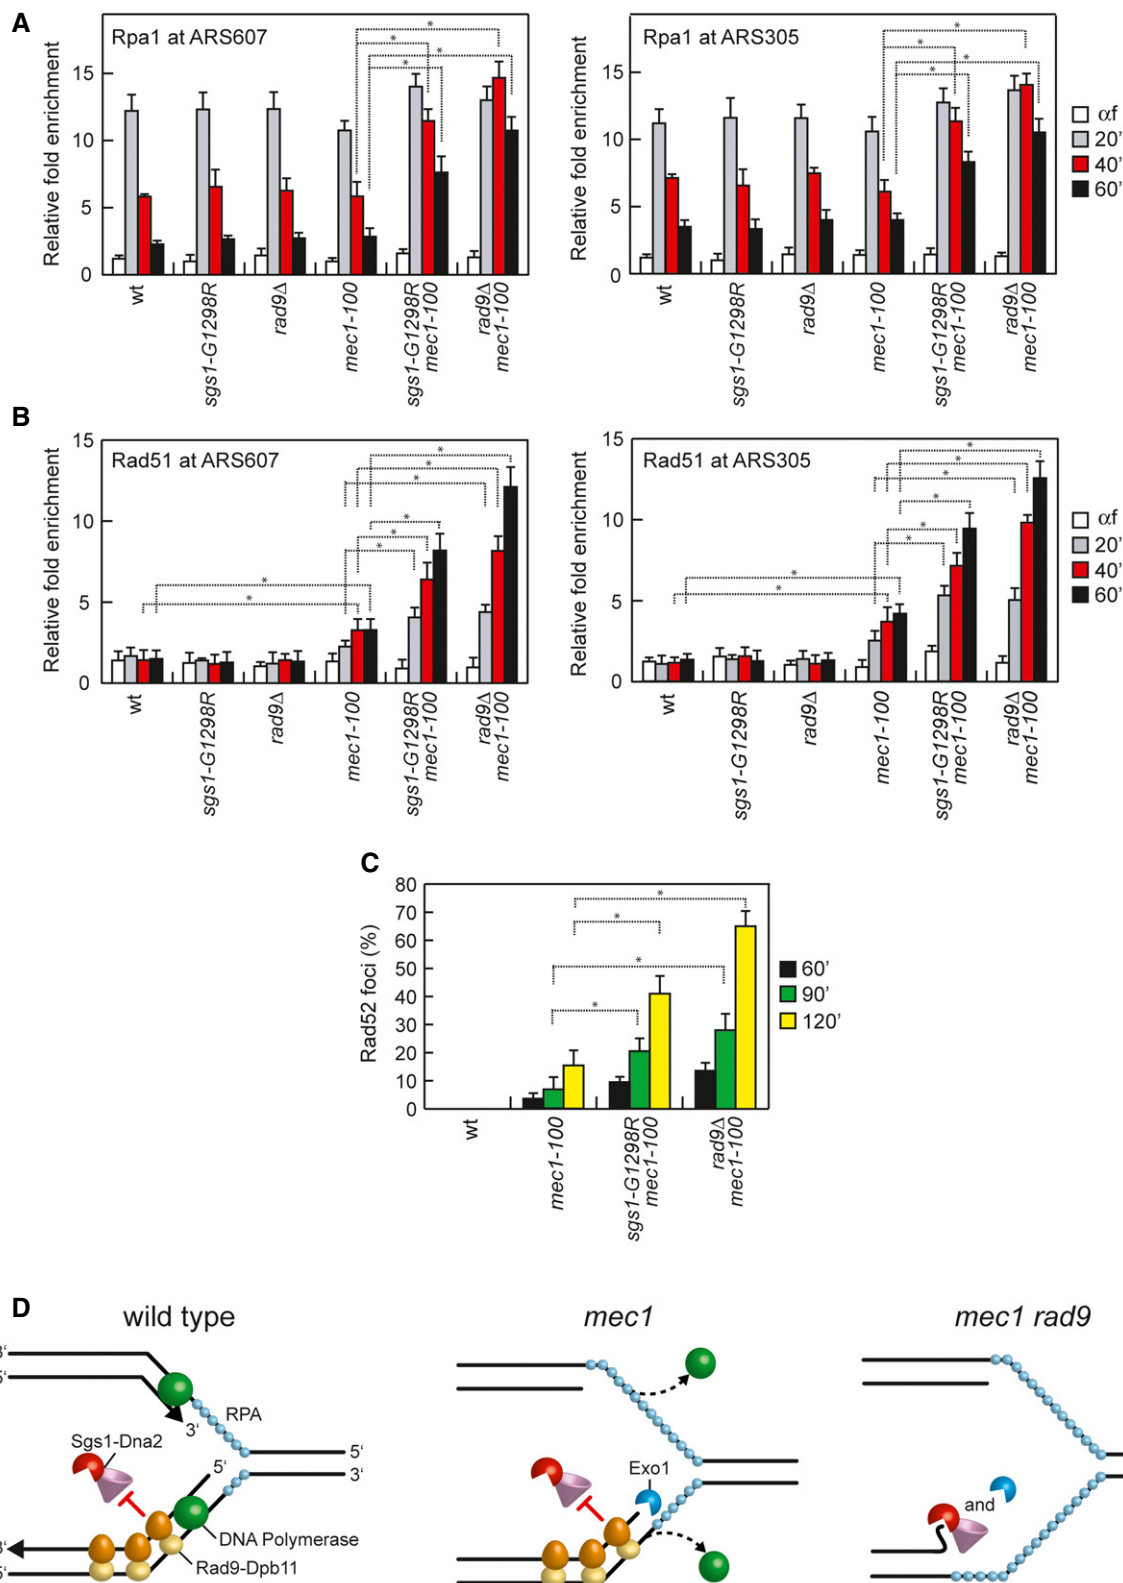 A
Rpa1 at ARS607
Relative fold enrichment
15
10
5
0
wt
sgs1-G1298R
rad9Δ
mec1-100
sgs1-G1298R
mec1-100
rad9Δ
mec1-100
*
*
*
*
Rpa1 at ARS305
Relative fold enrichment
15
10
5
0
wt
sgs1-G1298R
rad9Δ
mec1-100
sgs1-G1298R
mec1-100
rad9Δ
mec1-100
*
*
*
*
αf
20'
40'
60'
B
Rad51 at ARS607
Relative fold enrichment
15
10
5
0
wt
sgs1-G1298R
rad9Δ
mec1-100
sgs1-G1298R
mec1-100
rad9Δ
mec1-100
*
*
*
*
*
*
*
*
Rad51 at ARS305
Relative fold enrichment
15
10
5
0
wt
sgs1-G1298R
rad9Δ
mec1-100
sgs1-G1298R
mec1-100
rad9Δ
mec1-100
*
*
*
*
*
*
*
*
αf
20'
40'
60'
C
Rad52 foci (%)
80
70
60
50
40
30
20
10
0
wt
mec1-100
sgs1-G1298R
mec1-100
rad9Δ
mec1-100
*
*
*
*
60'
90'
120'
D
wild type
3'
5'
3'
RPA
5'
3'
Sgs1-Dna2
5'
DNA Polymerase
Rad9-Dpb11
3'
5'
mec1
Exo1
mec1 rad9
and